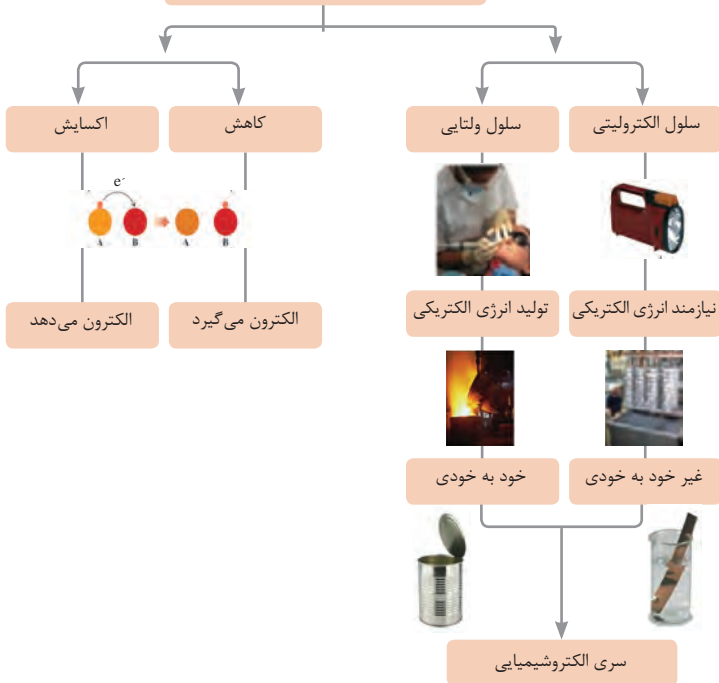 سلول الکترولیتی
سلول ولتایی
کاهش
اکسایش
e⁻
A B A B
نیازمند انرژی الکتریکی
تولید انرژی الکتریکی
الکترون می‌گیرد
الکترون می‌دهد
غیر خود به خودی
خود به خودی
سری الکتروشیمیایی